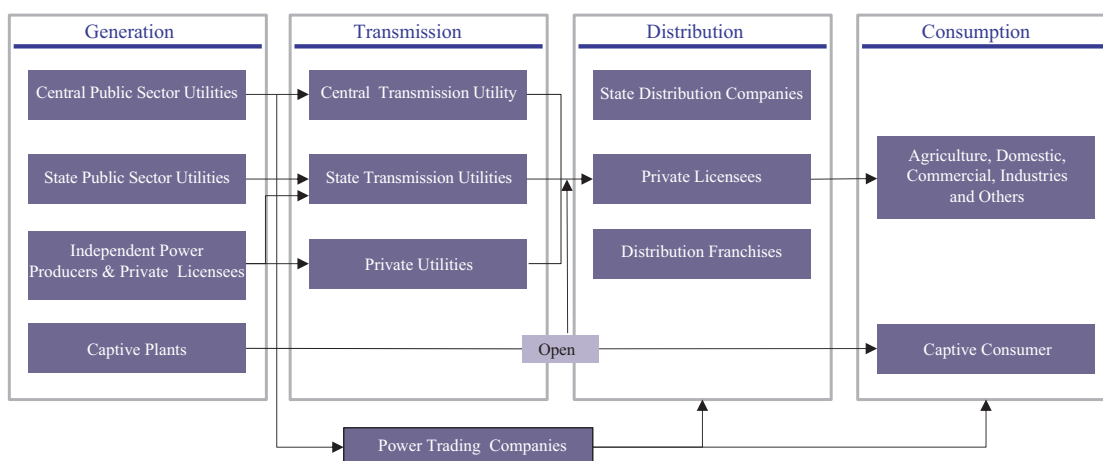 Generation
Central Public Sector Utilities
State Public Sector Utilities
Independent Power
Producers & Private Licensees
Captive Plants
Transmission
Central Transmission Utility
State Transmission Utilities
Private Utilities
Open
Distribution
State Distribution Companies
Private Licensees
Distribution Franchises
Consumption
Agriculture, Domestic,
Commercial, Industries
and Others
Captive Consumer
Power Trading Companies